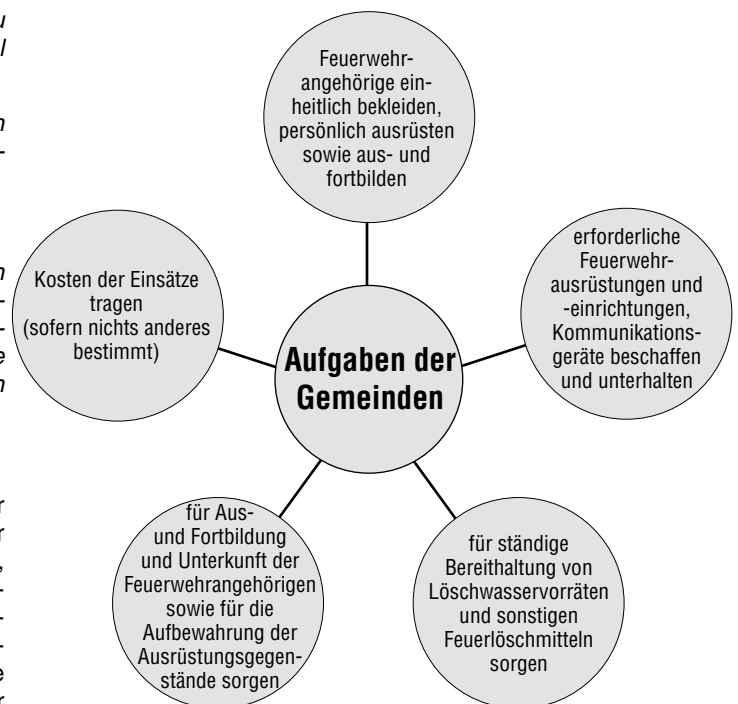 Feuerwehr-
angehörige ein-
heitlich bekleiden,
persönlich ausrüsten
sowie aus- und
fortbilden
Kosten der Einsätze
tragen
(sofern nichts anderes
bestimmt)
Aufgaben der
Gemeinden
erforderliche
Feuerwehr-
ausrüstungen und
-einrichtungen,
Kommunikations-
geräte beschaffen
und unterhalten
für Aus-
und Fortbildung
und Unterkunft der
Feuerwehrangehörigen
sowie für die
Aufbewahrung der
Ausrüstungsgegen-
stände sorgen
für ständige
Bereithaltung von
Löschwasservorräten
und sonstigen
Feuerlöschmitteln
sorgen